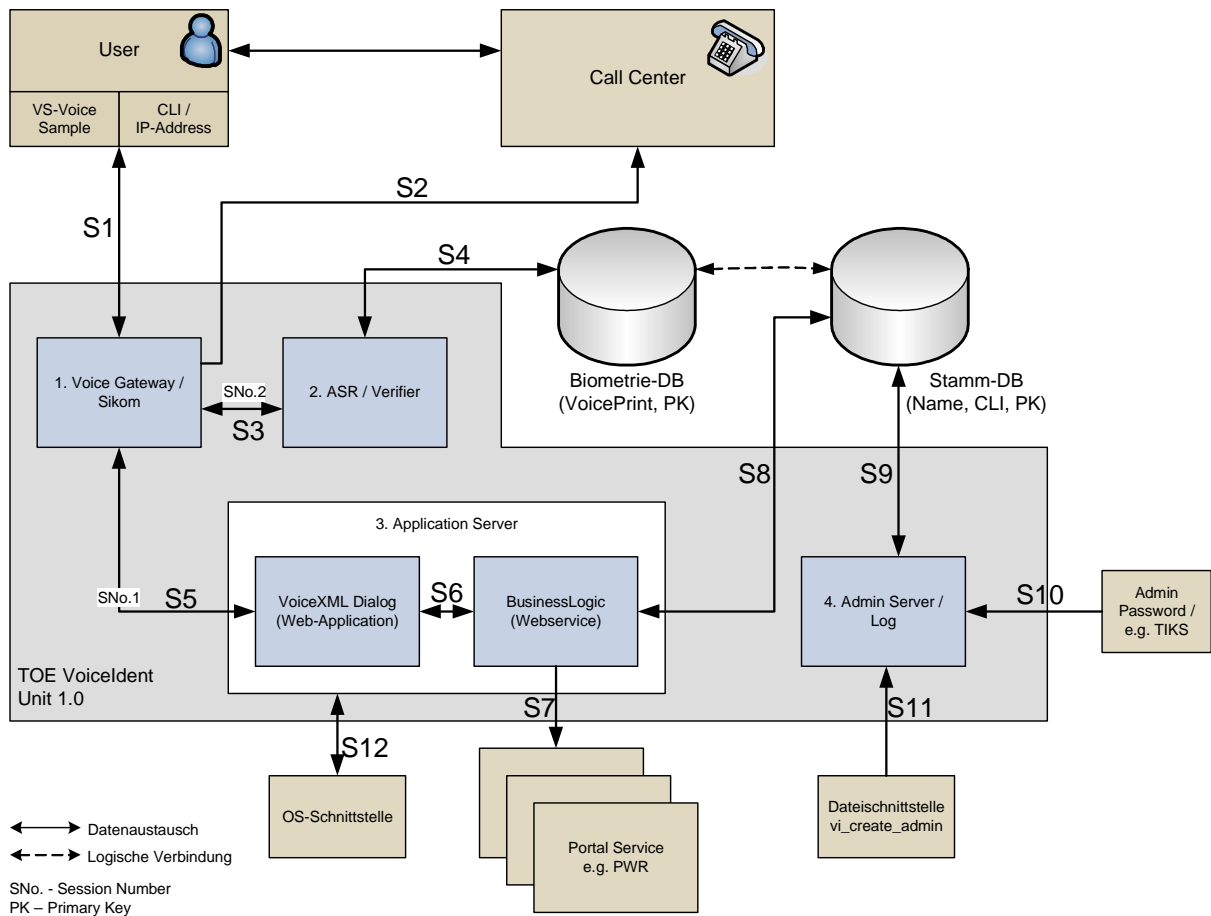 User
VS-Voice
Sample
CLI /
IP-Address
Call Center
S1
S2
S4
Biometrie-DB
(VoicePrint, PK)
Stamm-DB
(Name, CLI, PK)
1. Voice Gateway /
Sikom
SNo.2
S3
2. ASR / Verifier
S8
S9
3. Application Server
SNo.1
S5
VoiceXML Dialog
(Web-Application)
S6
BusinessLogic
(Webservice)
4. Admin Server /
Log
S10
Admin
Password /
e.g. TIKS
TOE VoiceIdent
Unit 1.0
S7
S11
S12
OS-Schnittstelle
Portal Service
e.g. PWR
Dateischnittstelle
vi_create_admin
Datenaustausch
Logische Verbindung
SNo. - Session Number
PK – Primary Key